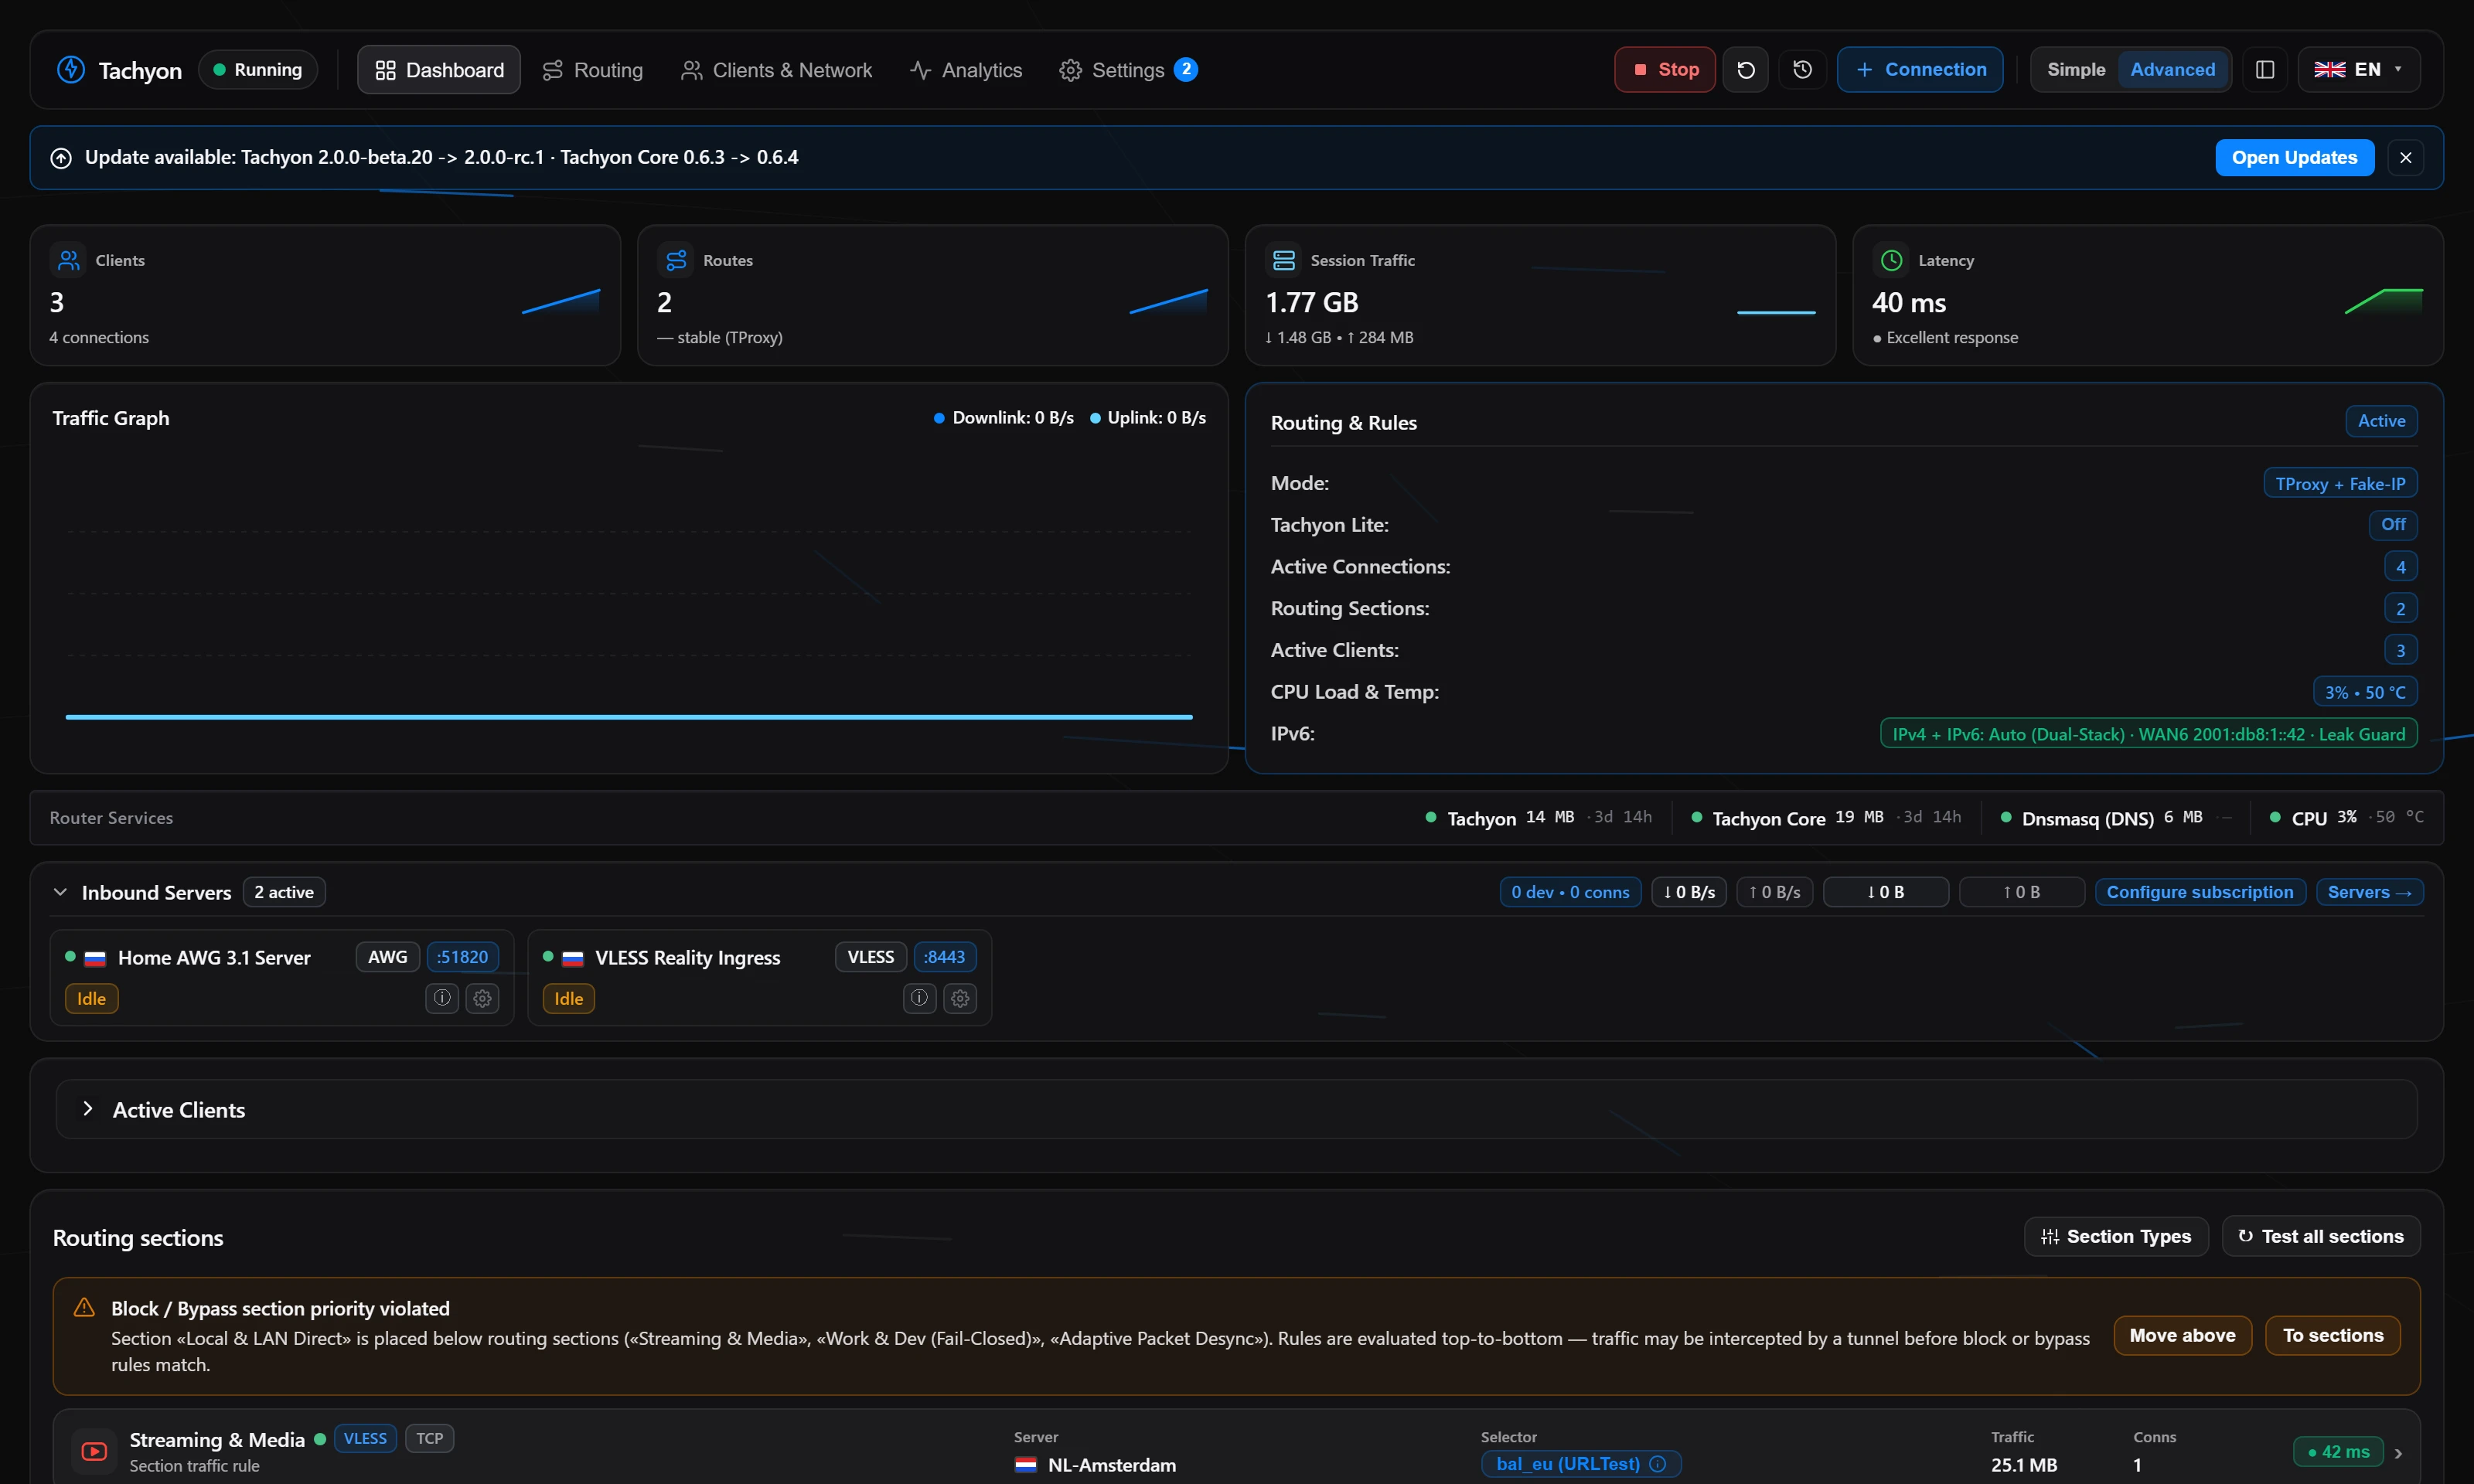 Tachyon
Running
Dashboard
Routing
Clients & Network
Analytics
Settings 2
Stop
+ Connection
Simple
Advanced
EN
Update available: Tachyon 2.0.0-beta.20 -> 2.0.0-rc.1 · Tachyon Core 0.6.3 -> 0.6.4
Open Updates
Clients
3
4 connections
Routes
2
— stable (TProxy)
Session Traffic
1.77 GB
↓ 1.48 GB • ↑ 284 MB
Latency
40 ms
● Excellent response
Traffic Graph
Downlink: 0 B/s
Uplink: 0 B/s
Routing & Rules
Active
Mode:
TProxy + Fake-IP
Tachyon Lite:
Off
Active Connections:
4
Routing Sections:
2
Active Clients:
3
CPU Load & Temp:
3% • 50 °C
IPv6:
IPv4 + IPv6: Auto (Dual-Stack) · WAN6 2001:db8:1::42 · Leak Guard
Router Services
Tachyon 14 MB · 3d 14h
Tachyon Core 19 MB · 3d 14h
Dnsmasq (DNS) 6 MB · —
CPU 3% · 50 °C
Inbound Servers
2 active
0 dev • 0 conns
↓ 0 B/s
↑ 0 B/s
↓ 0 B
↑ 0 B
Configure subscription
Servers →
Home AWG 3.1 Server
AWG
:51820
Idle
VLESS Reality Ingress
VLESS
:8443
Idle
Active Clients
Routing sections
Section Types
↻ Test all sections
Block / Bypass section priority violated
Section «Local & LAN Direct» is placed below routing sections («Streaming & Media», «Work & Dev (Fail-Closed)», «Adaptive Packet Desync»). Rules are evaluated top-to-bottom — traffic may be intercepted by a tunnel before block or bypass
rules match.
Move above
To sections
Streaming & Media
VLESS
TCP
Section traffic rule
Server
NL-Amsterdam
Selector
bal_eu (URLTest)
Traffic
25.1 MB
Conns
1
● 42 ms